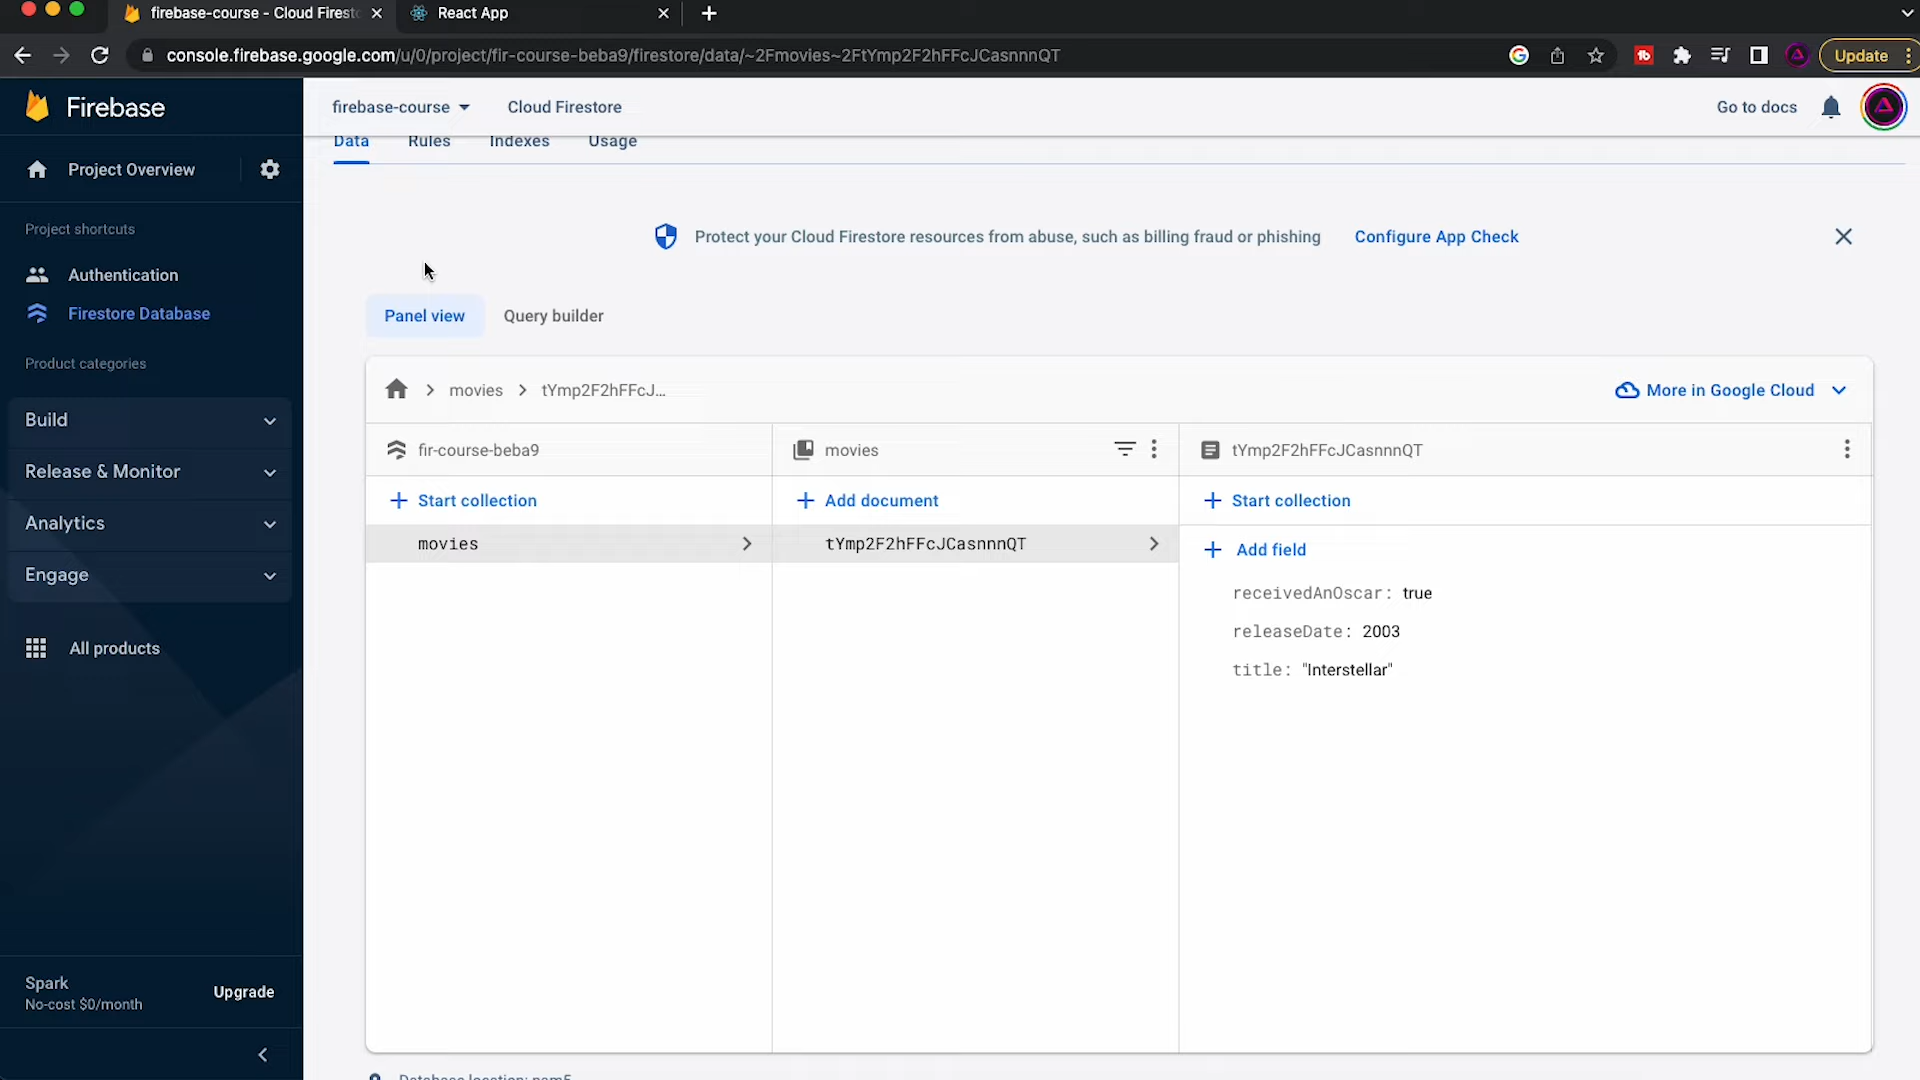 firebase-course - Cloud Firest
React App
console.firebase.google.com/u/0/project/fir-course-beba9/firestore/data/~2Fmovies~2FtYmp2F2hFFcJCasnnnQT
Update
Firebase
firebase-course
Cloud Firestore
Go to docs
Data
Rules
Indexes
Usage
Project Overview
Project shortcuts
Authentication
Firestore Database
Product categories
Build
Release & Monitor
Analytics
Engage
All products
Spark
No-cost $0/month
Upgrade
Protect your Cloud Firestore resources from abuse, such as billing fraud or phishing
Configure App Check
Panel view
Query builder
movies
tYmp2F2hFFcJ...
More in Google Cloud
fir-course-beba9
movies
tYmp2F2hFFcJCasnnnQT
Start collection
Add document
Start collection
movies
tYmp2F2hFFcJCasnnnQT
Add field
receivedAnOscar: true
releaseDate: 2003
title: "Interstellar"
Database location: nam5